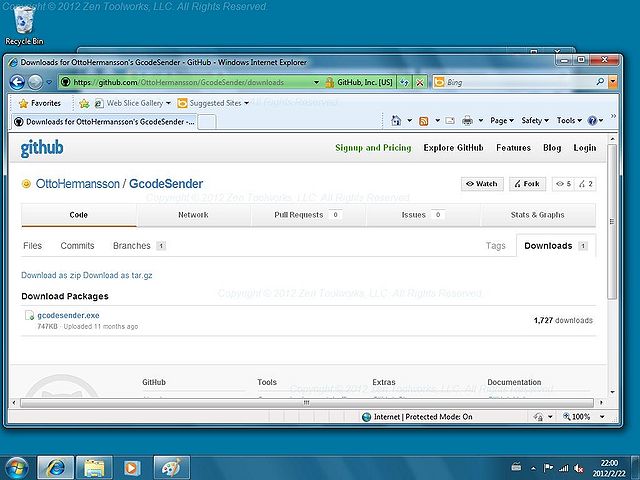 Copyright © 2012 Zen Toolworks, LLC. All Rights Reserved.
Recycle Bin
Downloads for OttoHermansson's GcodeSender - GitHub - Windows Internet Explorer
https://github.com/OttoHermansson/GcodeSender/downloads GitHub, Inc. [US] Bing
Favorites Web Slice Gallery Suggested Sites All Rights Reserved.
Downloads for OttoHermansson's GcodeSender -... Page Safety Tools
github Signup and Pricing Explore GitHub Features Blog Login
OttoHermansson / GcodeSender Watch Fork 5 2
Copyright © 2012 Zen Toolworks, LLC. All Rights Reserved.
Code Network Pull Requests 0 Issues 0 Stats & Graphs
Files Commits Branches 1 Tags Downloads 1
Download as zip Download as tar.gz
Download Packages
Copyright © 2012 Zen Toolworks, LLC. All Rights Reserved.
gcodesender.exe 1,727 downloads
747KB · Uploaded 11 months ago
GitHub Tools Extras Documentation
Copyright © 2012 Zen Toolworks, LLC. All Rights Reserved.
Internet | Protected Mode: On 100%
22:00
2012/2/22